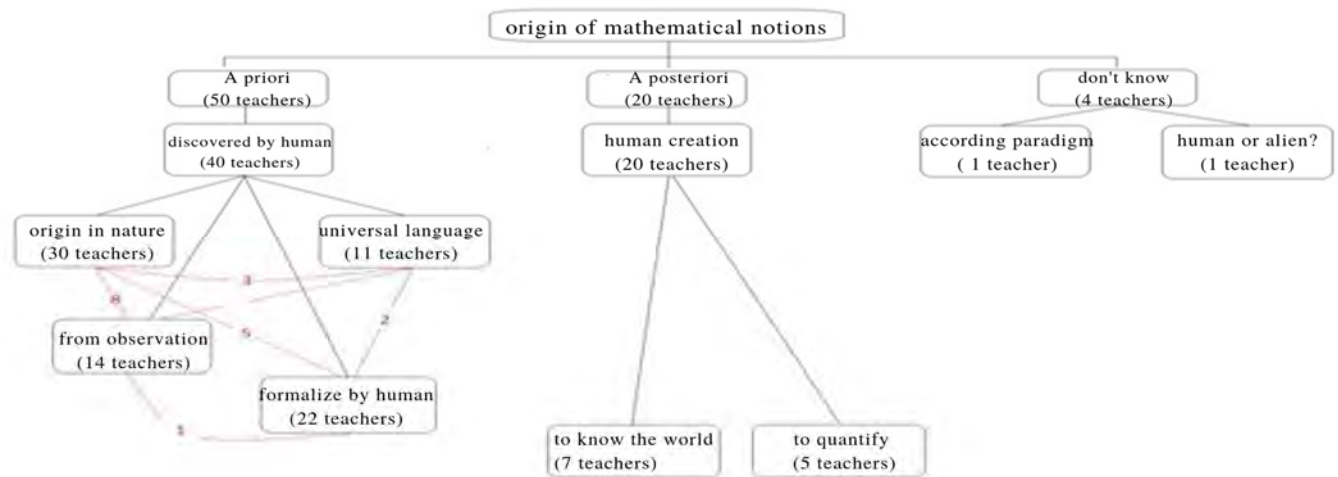 origin of mathematical notions
A priori
(50 teachers)
A posteriori
(20 teachers)
don't know
(4 teachers)
discovered by human
(40 teachers)
human creation
(20 teachers)
according paradigm
( 1 teacher)
human or alien?
(1 teacher)
origin in nature
(30 teachers)
universal language
(11 teachers)
3
8
5
2
from observation
(14 teachers)
formalize by human
(22 teachers)
1
to know the world
(7 teachers)
to quantify
(5 teachers)